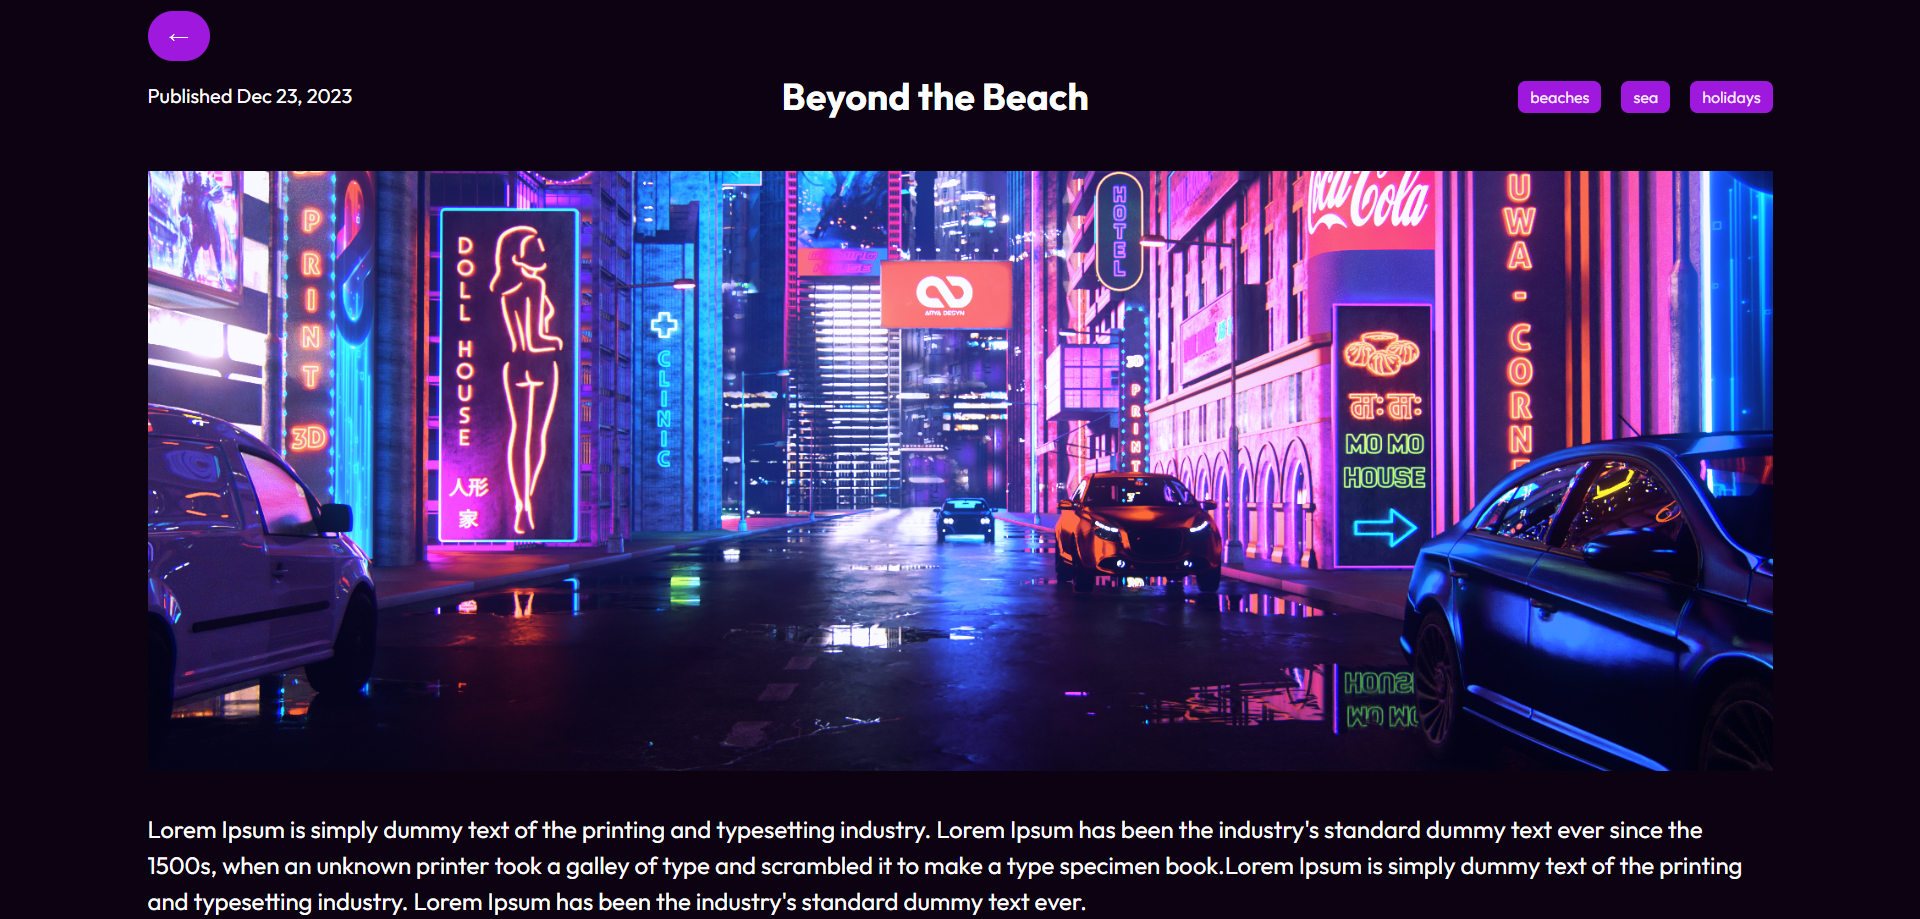 ←
Published Dec 23, 2023
Beyond the Beach
beaches
sea
holidays
PRINT
3D
DOLL HOUSE
人形
家
CLINIC
ARVA DESYN
HOTEL
3D PRINT
Coca Cola
मः मः
MO MO
HOUSE
UWA - CORN
Lorem Ipsum is simply dummy text of the printing and typesetting industry. Lorem Ipsum has been the industry's standard dummy text ever since the
1500s, when an unknown printer took a galley of type and scrambled it to make a type specimen book.Lorem Ipsum is simply dummy text of the printing
and typesetting industry. Lorem Ipsum has been the industry's standard dummy text ever.